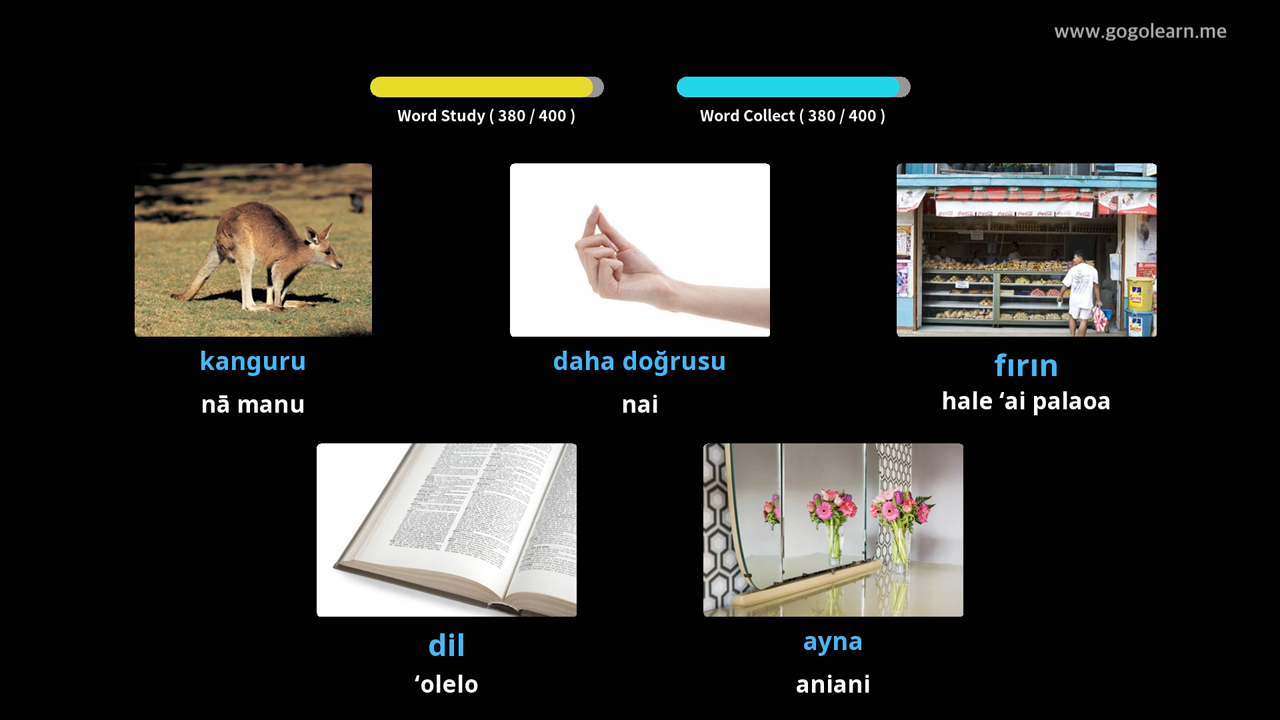 www.gogolearn.me
Word Study ( 380 / 400 )
Word Collect ( 380 / 400 )
kanguru
nā manu
daha doğrusu
nai
fırın
hale ʻai palaoa
dil
ʻolelo
ayna
aniani